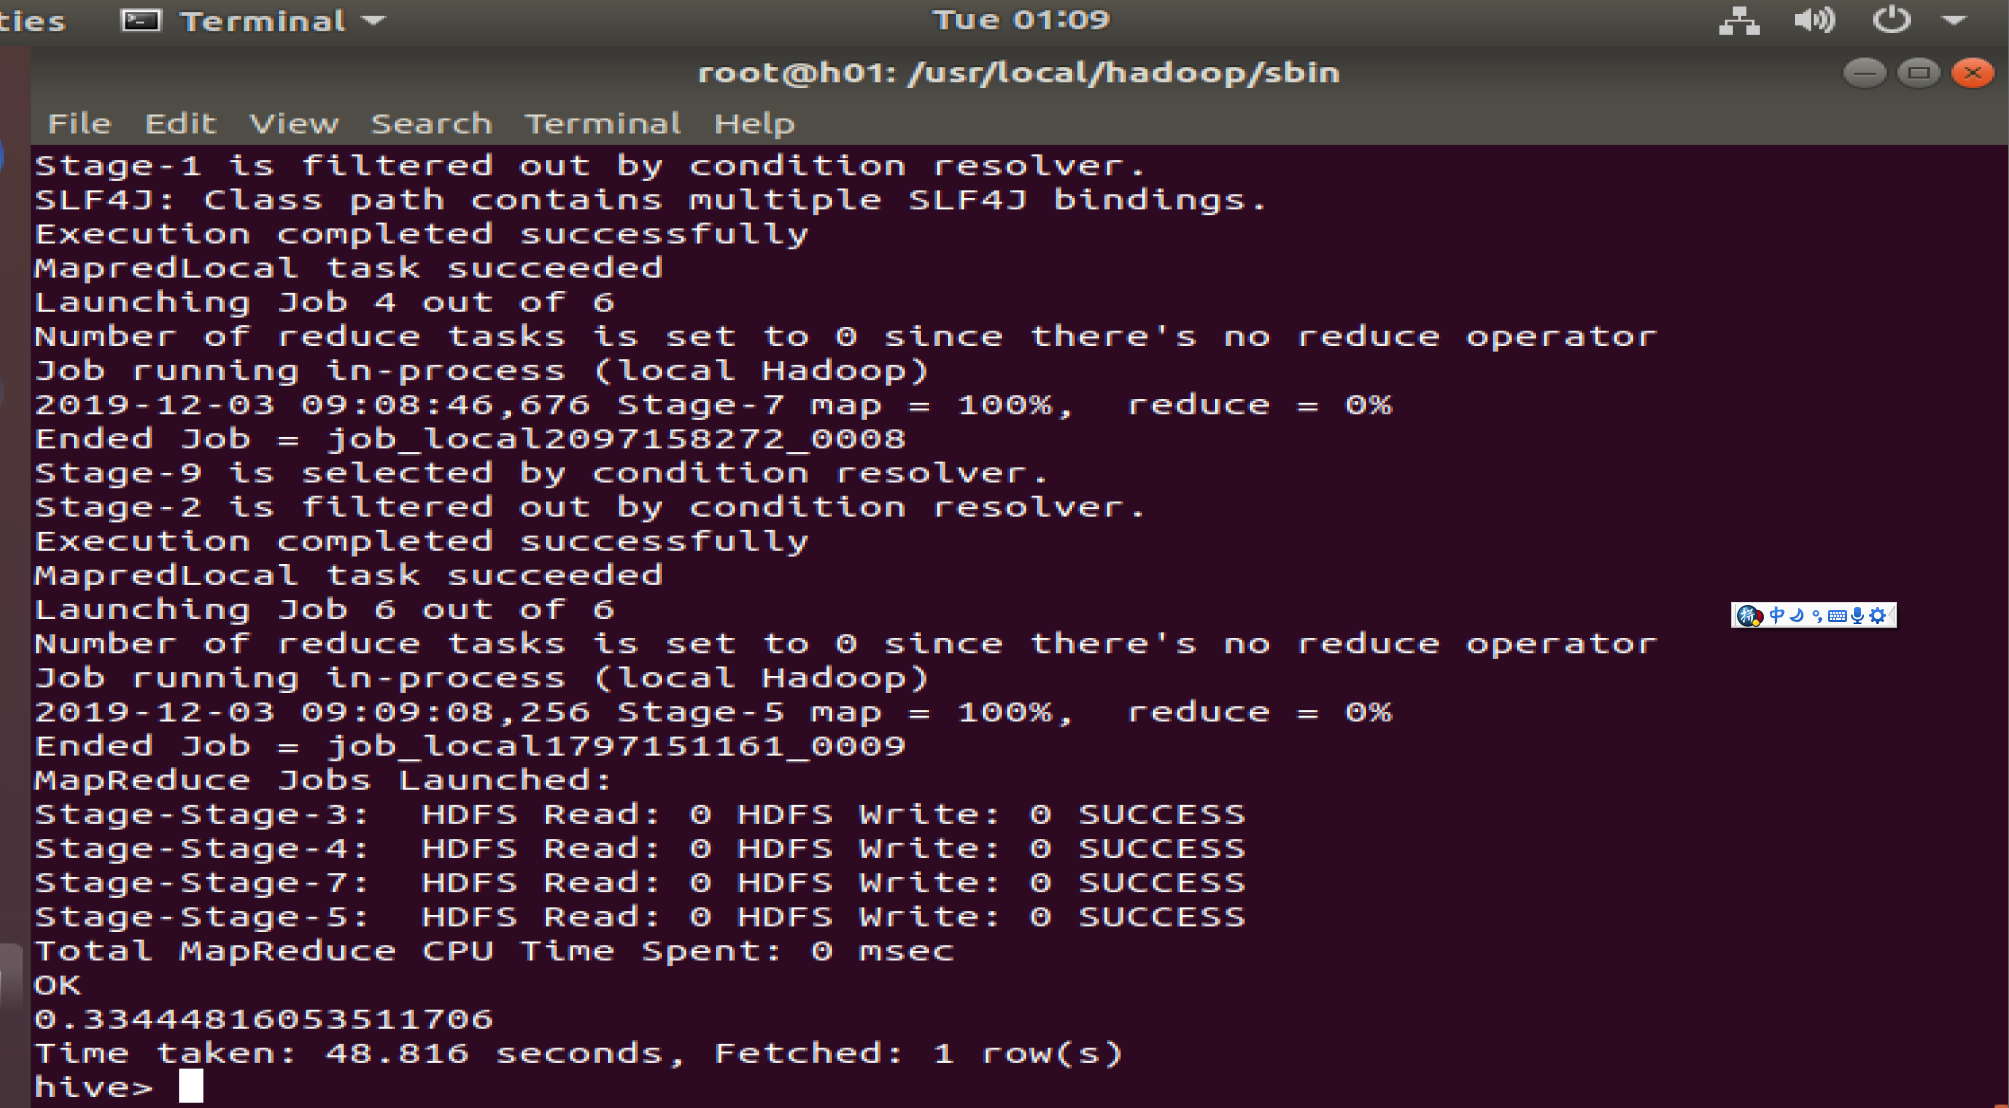 ties Terminal Tue 01:09
root@h01: /usr/local/hadoop/sbin
File Edit View Search Terminal Help
Stage-1 is filtered out by condition resolver.
SLF4J: Class path contains multiple SLF4J bindings.
Execution completed successfully
MapredLocal task succeeded
Launching Job 4 out of 6
Number of reduce tasks is set to 0 since there's no reduce operator
Job running in-process (local Hadoop)
2019-12-03 09:08:46,676 Stage-7 map = 100%,  reduce = 0%
Ended Job = job_local2097158272_0008
Stage-9 is selected by condition resolver.
Stage-2 is filtered out by condition resolver.
Execution completed successfully
MapredLocal task succeeded
Launching Job 6 out of 6
中
Number of reduce tasks is set to 0 since there's no reduce operator
Job running in-process (local Hadoop)
2019-12-03 09:09:08,256 Stage-5 map = 100%,  reduce = 0%
Ended Job = job_local1797151161_0009
MapReduce Jobs Launched:
Stage-Stage-3:  HDFS Read: 0 HDFS Write: 0 SUCCESS
Stage-Stage-4:  HDFS Read: 0 HDFS Write: 0 SUCCESS
Stage-Stage-7:  HDFS Read: 0 HDFS Write: 0 SUCCESS
Stage-Stage-5:  HDFS Read: 0 HDFS Write: 0 SUCCESS
Total MapReduce CPU Time Spent: 0 msec
OK
0.33444816053511706
Time taken: 48.816 seconds, Fetched: 1 row(s)
hive>